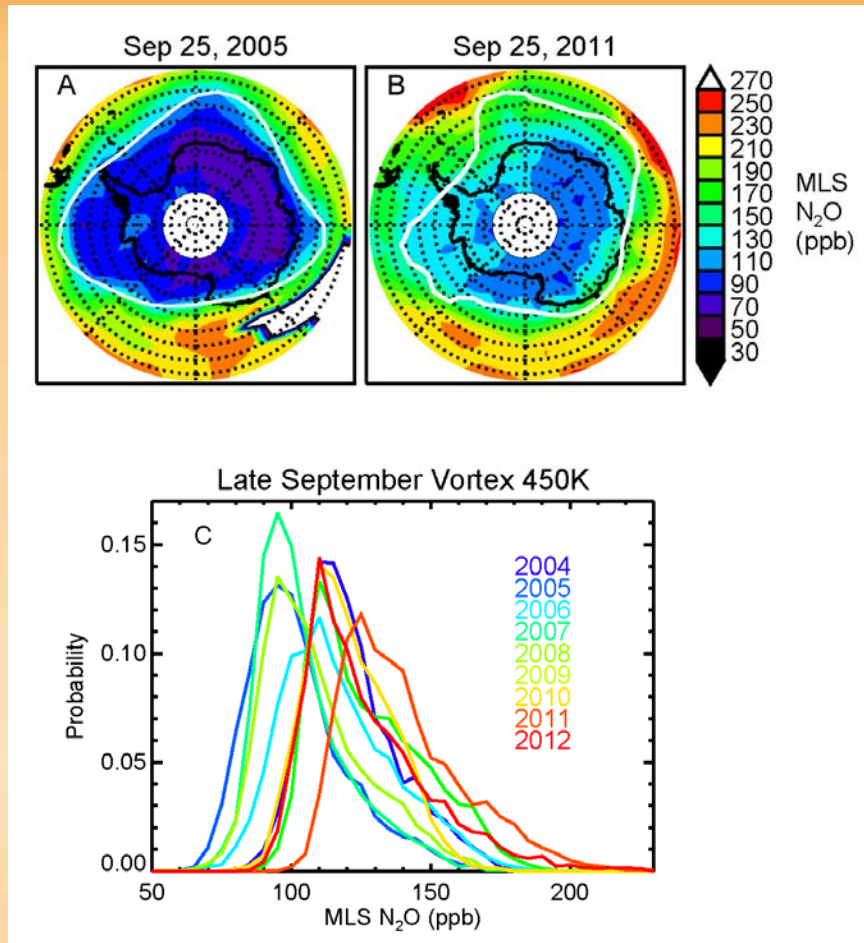 Sep 25, 2005
Sep 25, 2011
A
B
270
250
230
210
190
170
150
130
110
90
70
50
30
MLS
N₂O
(ppb)
Late September Vortex 450K
C
Probability
0.15
0.10
0.05
0.00
2004
2005
2006
2007
2008
2009
2010
2011
2012
50 100 150 200
MLS N₂O (ppb)